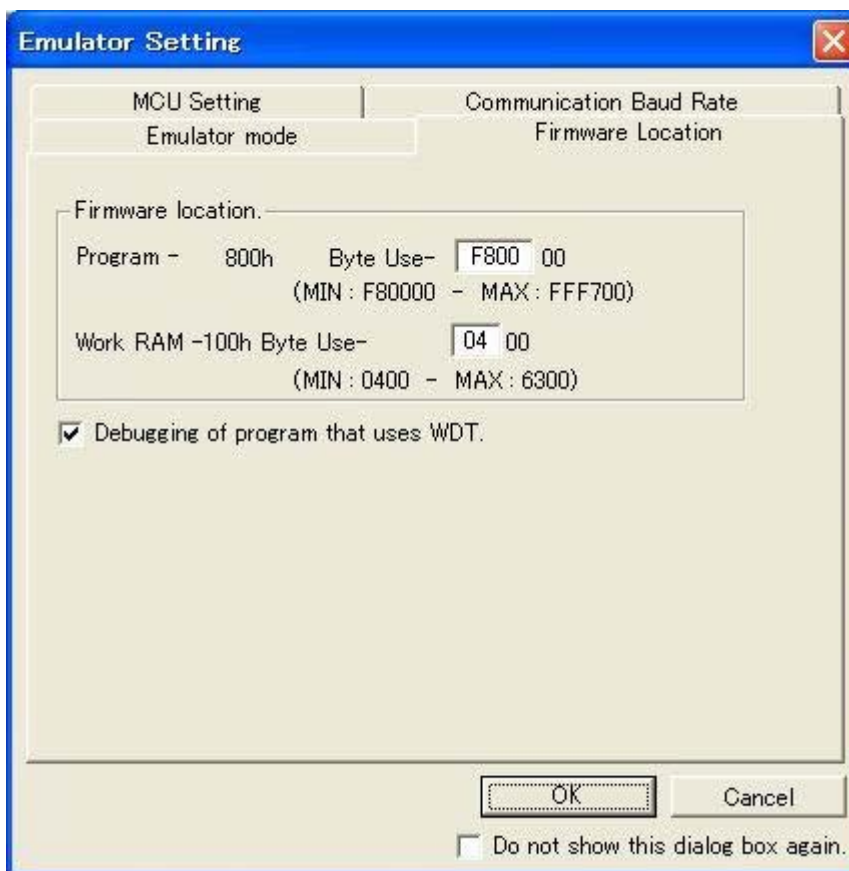 Emulator Setting
MCU Setting Communication Baud Rate
Emulator mode Firmware Location
Firmware location.
Program - 800h Byte Use- F800 00
(MIN : F80000 - MAX : FFF700)
Work RAM -100h Byte Use- 04 00
(MIN : 0400 - MAX : 6300)
Debugging of program that uses WDT.
OK Cancel
Do not show this dialog box again.